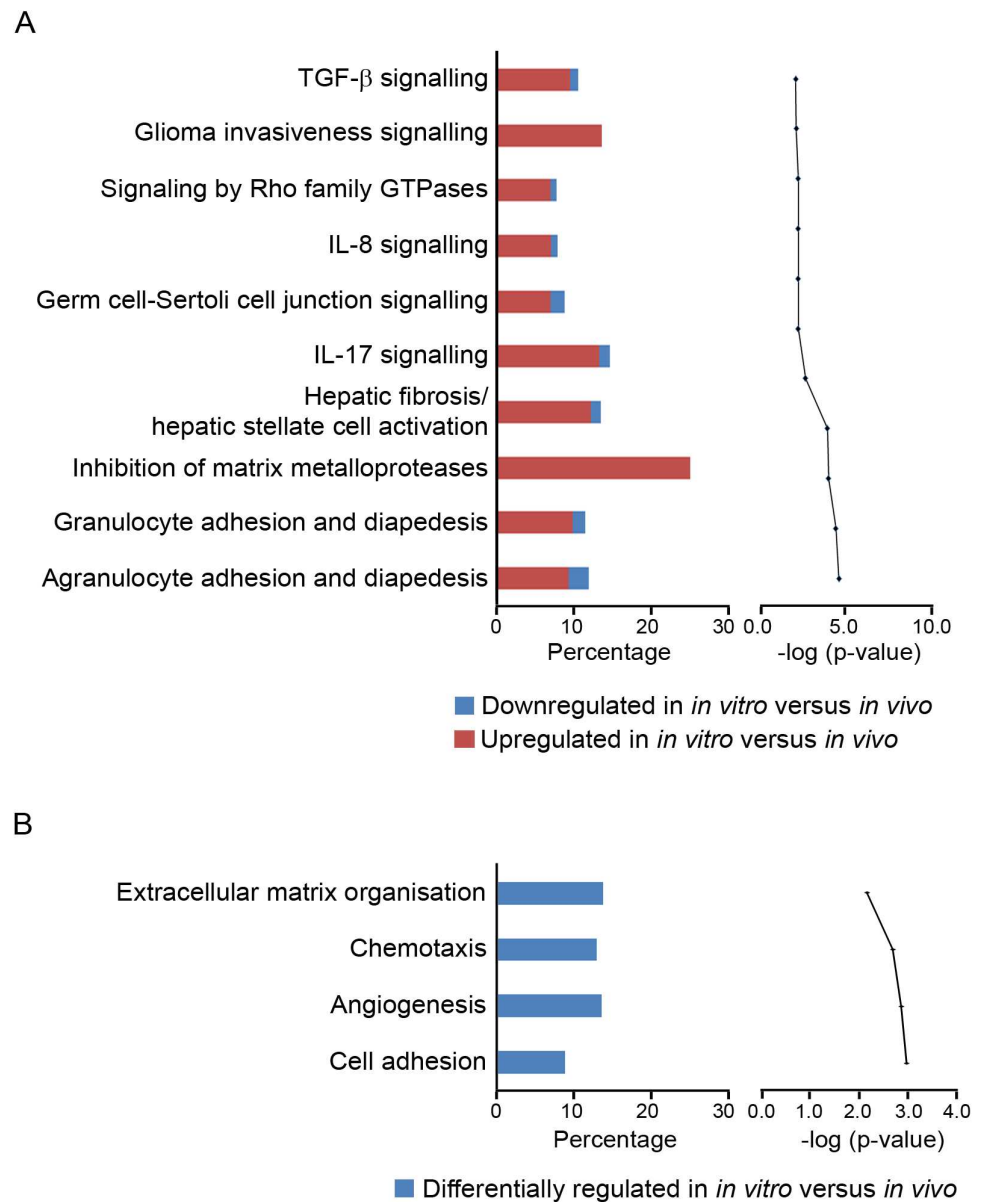 A
TGF-β signalling
Glioma invasiveness signalling
Signaling by Rho family GTPases
IL-8 signalling
Germ cell-Sertoli cell junction signalling
IL-17 signalling
Hepatic fibrosis/
hepatic stellate cell activation
Inhibition of matrix metalloproteases
Granulocyte adhesion and diapedesis
Agranulocyte adhesion and diapedesis
0 10 20 30 0.0 5.0 10.0
Percentage -log (p-value)
Downregulated in in vitro versus in vivo
Upregulated in in vitro versus in vivo
B
Extracellular matrix organisation
Chemotaxis
Angiogenesis
Cell adhesion
0 10 20 30 0.0 1.0 2.0 3.0 4.0
Percentage -log (p-value)
Differentially regulated in in vitro versus in vivo